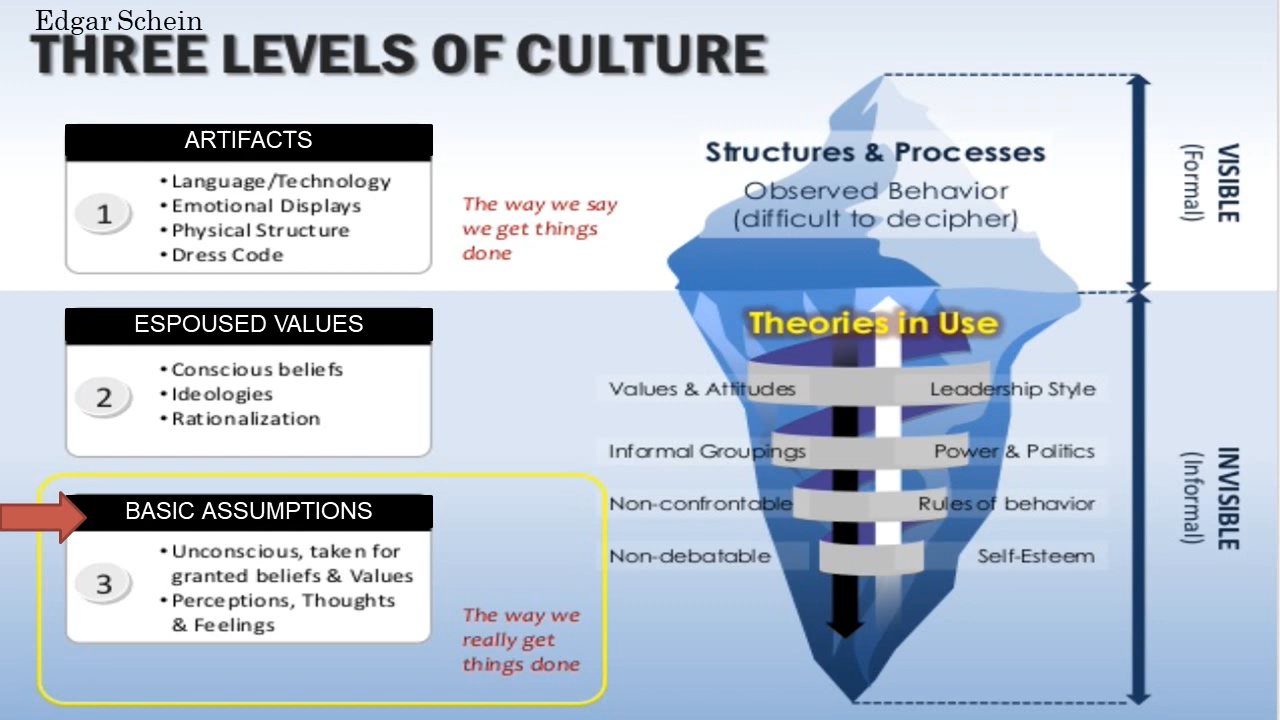 Edgar Schein
THREE LEVELS OF CULTURE
ARTIFACTS
1
• Language/Technology
• Emotional Displays
• Physical Structure
• Dress Code
The way we say
we get things
done
ESPOUSED VALUES
2
• Conscious beliefs
• Ideologies
• Rationalization
BASIC ASSUMPTIONS
3
• Unconscious, taken for
granted beliefs & Values
• Perceptions, Thoughts
& Feelings
The way we
really get
things done
Structures & Processes
Observed Behavior
(difficult to decipher)
Theories in Use
Values & Attitudes
Leadership Style
Informal Groupings
Power & Politics
Non-confrontable
Rules of behavior
Non-debatable
Self-Esteem
VISIBLE
(Formal)
INVISIBLE
(Informal)